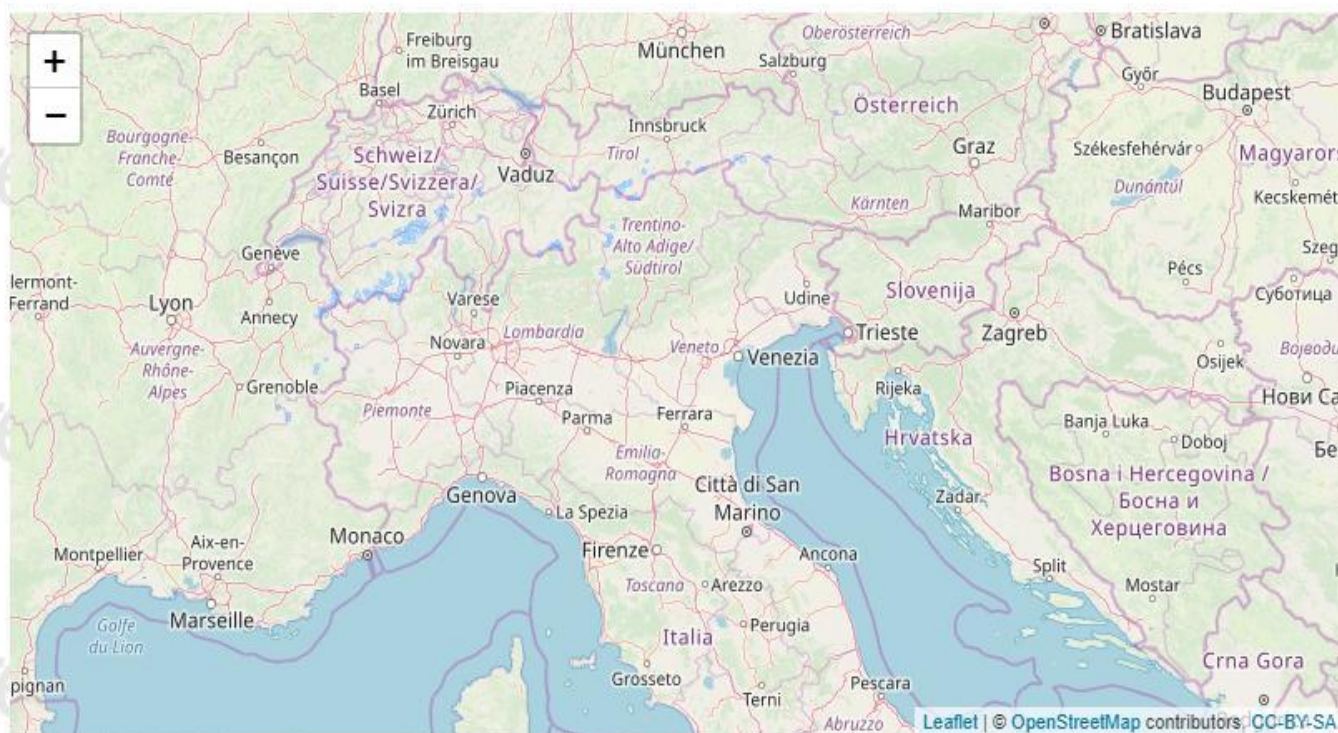 +
−
Freiburg
im Breisgau
München
Oberösterreich
Bratislava
Salzburg
Győr
Basel
Zürich
Österreich
Budapest
Bourgogne-
Franche-
Comté
Besançon
Innsbruck
Tirol
Graz
Székesfehérvár
Magyarors
Schweiz/
Suisse/Svizzera/
Svizra
Vaduz
Dunántúl
Kecskemét
Kärnten
Maribor
Trentino-
Alto Adige/
Südtirol
Genève
Szeg
lermont-
Ferrand
Lyon
Annecy
Varese
Udine
Slovenija
Pécs
Суботица
Lombardia
Novara
Veneto
Venezia
Trieste
Zagreb
Osijek
Auvergne-
Rhône-
Alpes
Grenoble
Piacenza
Rijeka
Нови Са
Piemonte
Parma
Ferrara
Hrvatska
Banja Luka
Doboj
Бе
Emilia-
Romagna
Bosna i Hercegovina /
Босна и
Херцеговина
Genova
Città di San
Marino
Zadar
La Spezia
Monaco
Firenze
Ancona
Montpellier
Aix-en-
Provence
Toscana
Arezzo
Split
Mostar
Marseille
Golfe
du Lion
Perugia
Italia
Crna Gora
pignan
Grosseto
Terni
Pescara
Abruzzo
Leaflet | © OpenStreetMap contributors, CC-BY-SA